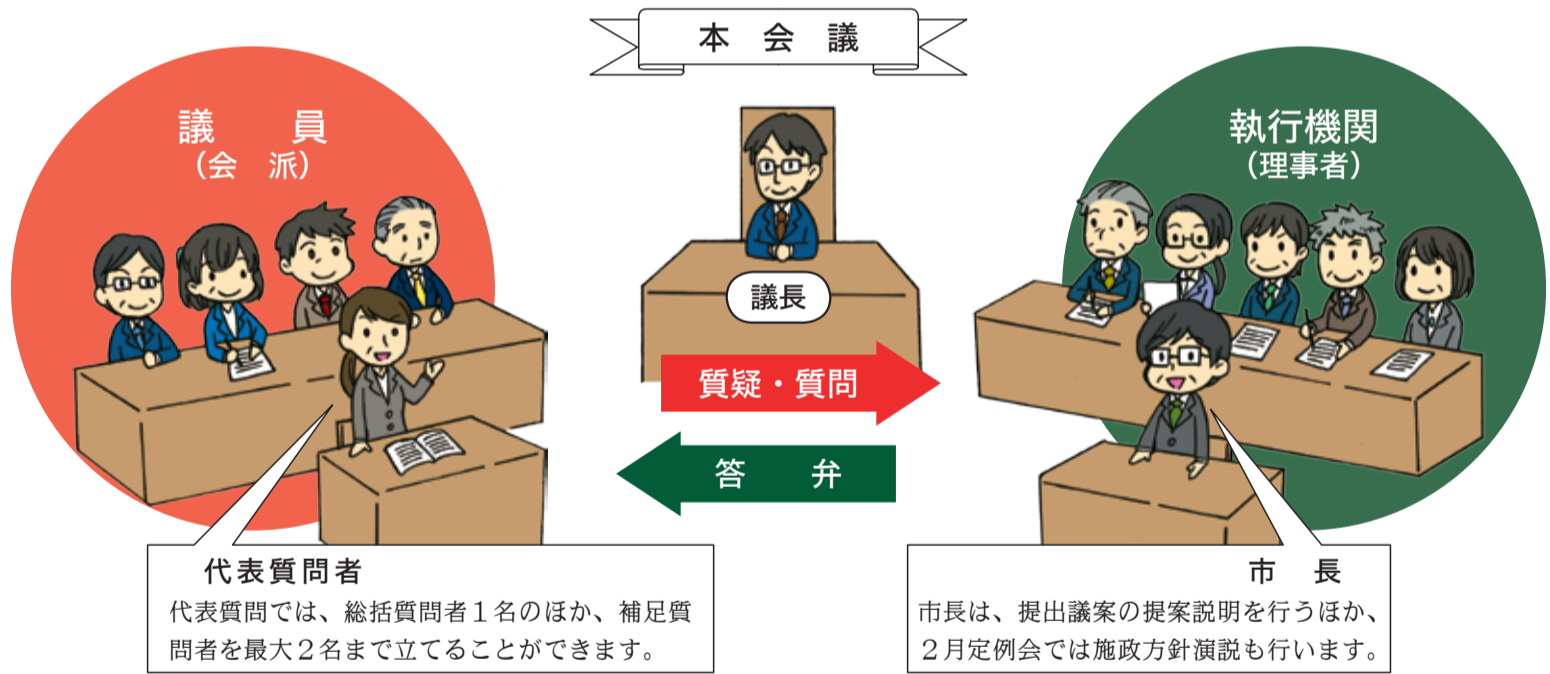 本会議
議員
（会派）
執行機関
（理事者）
議長
質疑・質問
答弁
代表質問者
代表質問では、総括質問者１名のほか、補足質
問者を最大２名まで立てることができます。
市長
市長は、提出議案の提案説明を行うほか、
２月定例会では施政方針演説も行います。